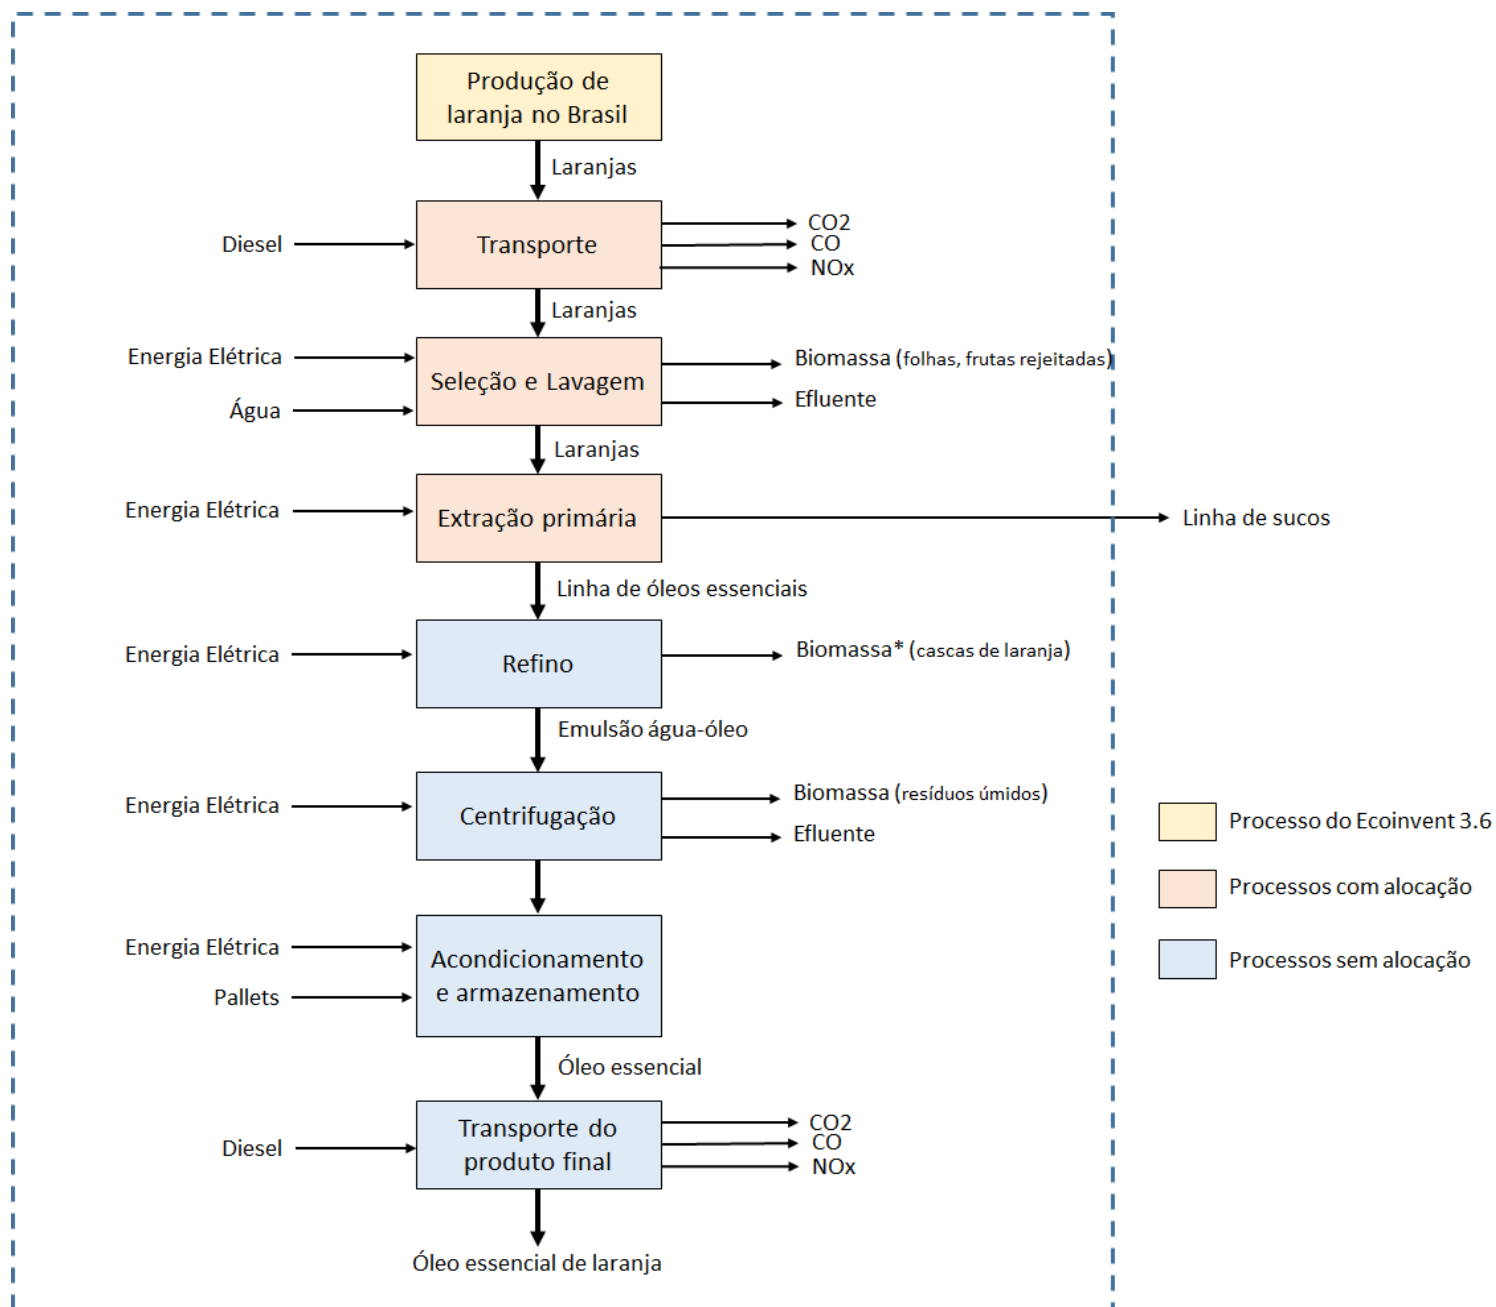 Produção de
laranja no Brasil
Laranjas
Diesel
Transporte
CO2
CO
NOx
Laranjas
Energia Elétrica
Água
Seleção e Lavagem
Biomassa (folhas, frutas rejeitadas)
Efluente
Laranjas
Energia Elétrica
Extração primária
Linha de sucos
Linha de óleos essenciais
Energia Elétrica
Refino
Biomassa* (cascas de laranja)
Emulsão água-óleo
Energia Elétrica
Centrifugação
Biomassa (resíduos úmidos)
Efluente
Processo do Ecoinvent 3.6
Processos com alocação
Processos sem alocação
Energia Elétrica
Pallets
Acondicionamento
e armazenamento
Óleo essencial
Diesel
Transporte do
produto final
CO2
CO
NOx
Óleo essencial de laranja